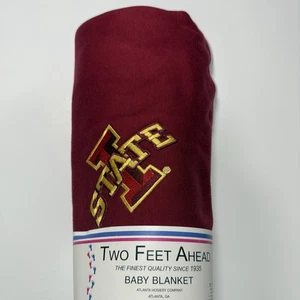 I
STATE
TWO FEET AHEAD
THE FINEST QUALITY SINCE 1935
BABY BLANKET
ATLANTA HOSIERY COMPANY
ATLANTA, GA